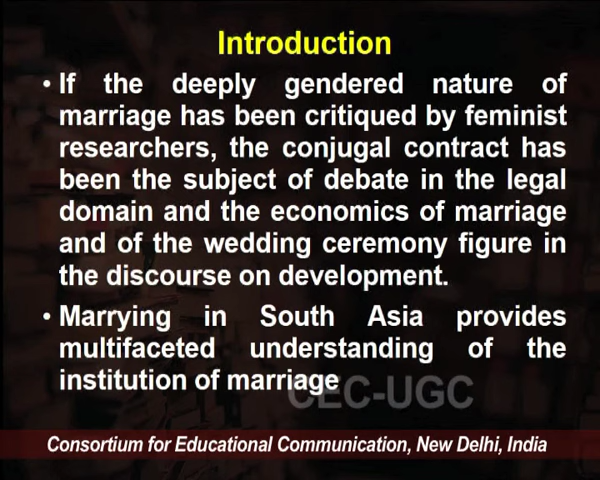 Introduction
• If the deeply gendered nature of
marriage has been critiqued by feminist
researchers, the conjugal contract has
been the subject of debate in the legal
domain and the economics of marriage
and of the wedding ceremony figure in
the discourse on development.
• Marrying in South Asia provides
multifaceted understanding of the
institution of marriage
CEC-UGC
Consortium for Educational Communication, New Delhi, India